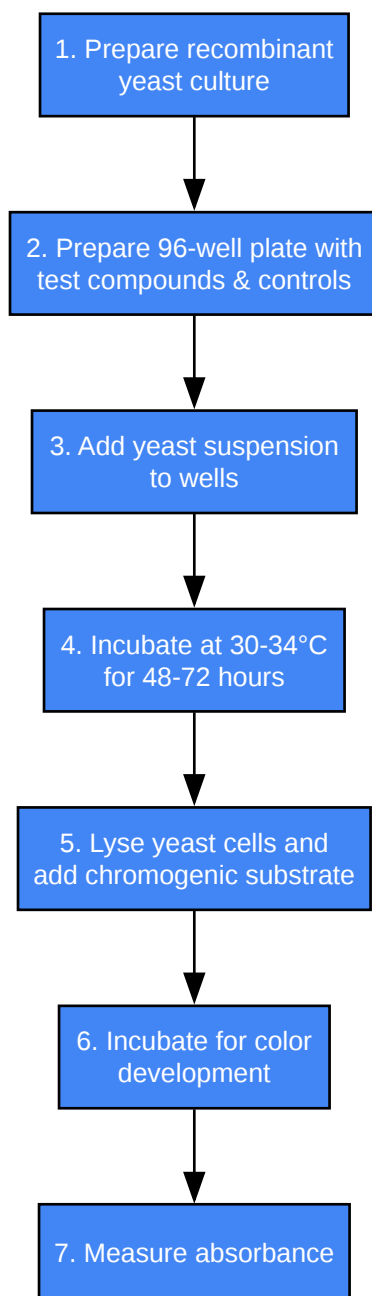 1. Prepare recombinant
yeast culture
2. Prepare 96-well plate with
test compounds & controls
3. Add yeast suspension
to wells
4. Incubate at 30-34°C
for 48-72 hours
5. Lyse yeast cells and
add chromogenic substrate
6. Incubate for color
development
7. Measure absorbance